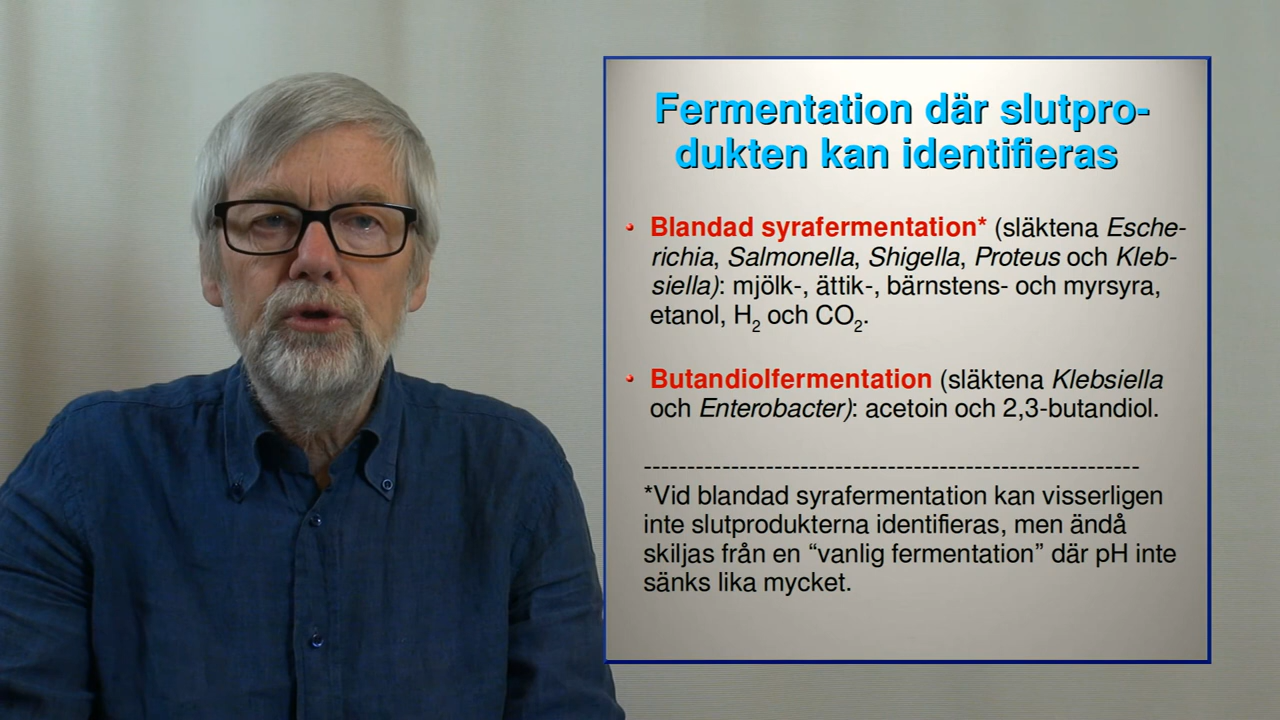 Fermentation där slutpro-
dukten kan identifieras
• Blandad syrafermentation* (släktena Esche-
richia, Salmonella, Shigella, Proteus och Kleb-
siella): mjölk-, ättik-, bärnstens- och myrsyra,
etanol, H2 och CO2.
• Butandiolfermentation (släktena Klebsiella
och Enterobacter): acetoin och 2,3-butandiol.
---------------------------------------------------------
*Vid blandad syrafermentation kan visserligen
inte slutprodukterna identifieras, men ändå
skiljas från en “vanlig fermentation” där pH inte
sänks lika mycket.